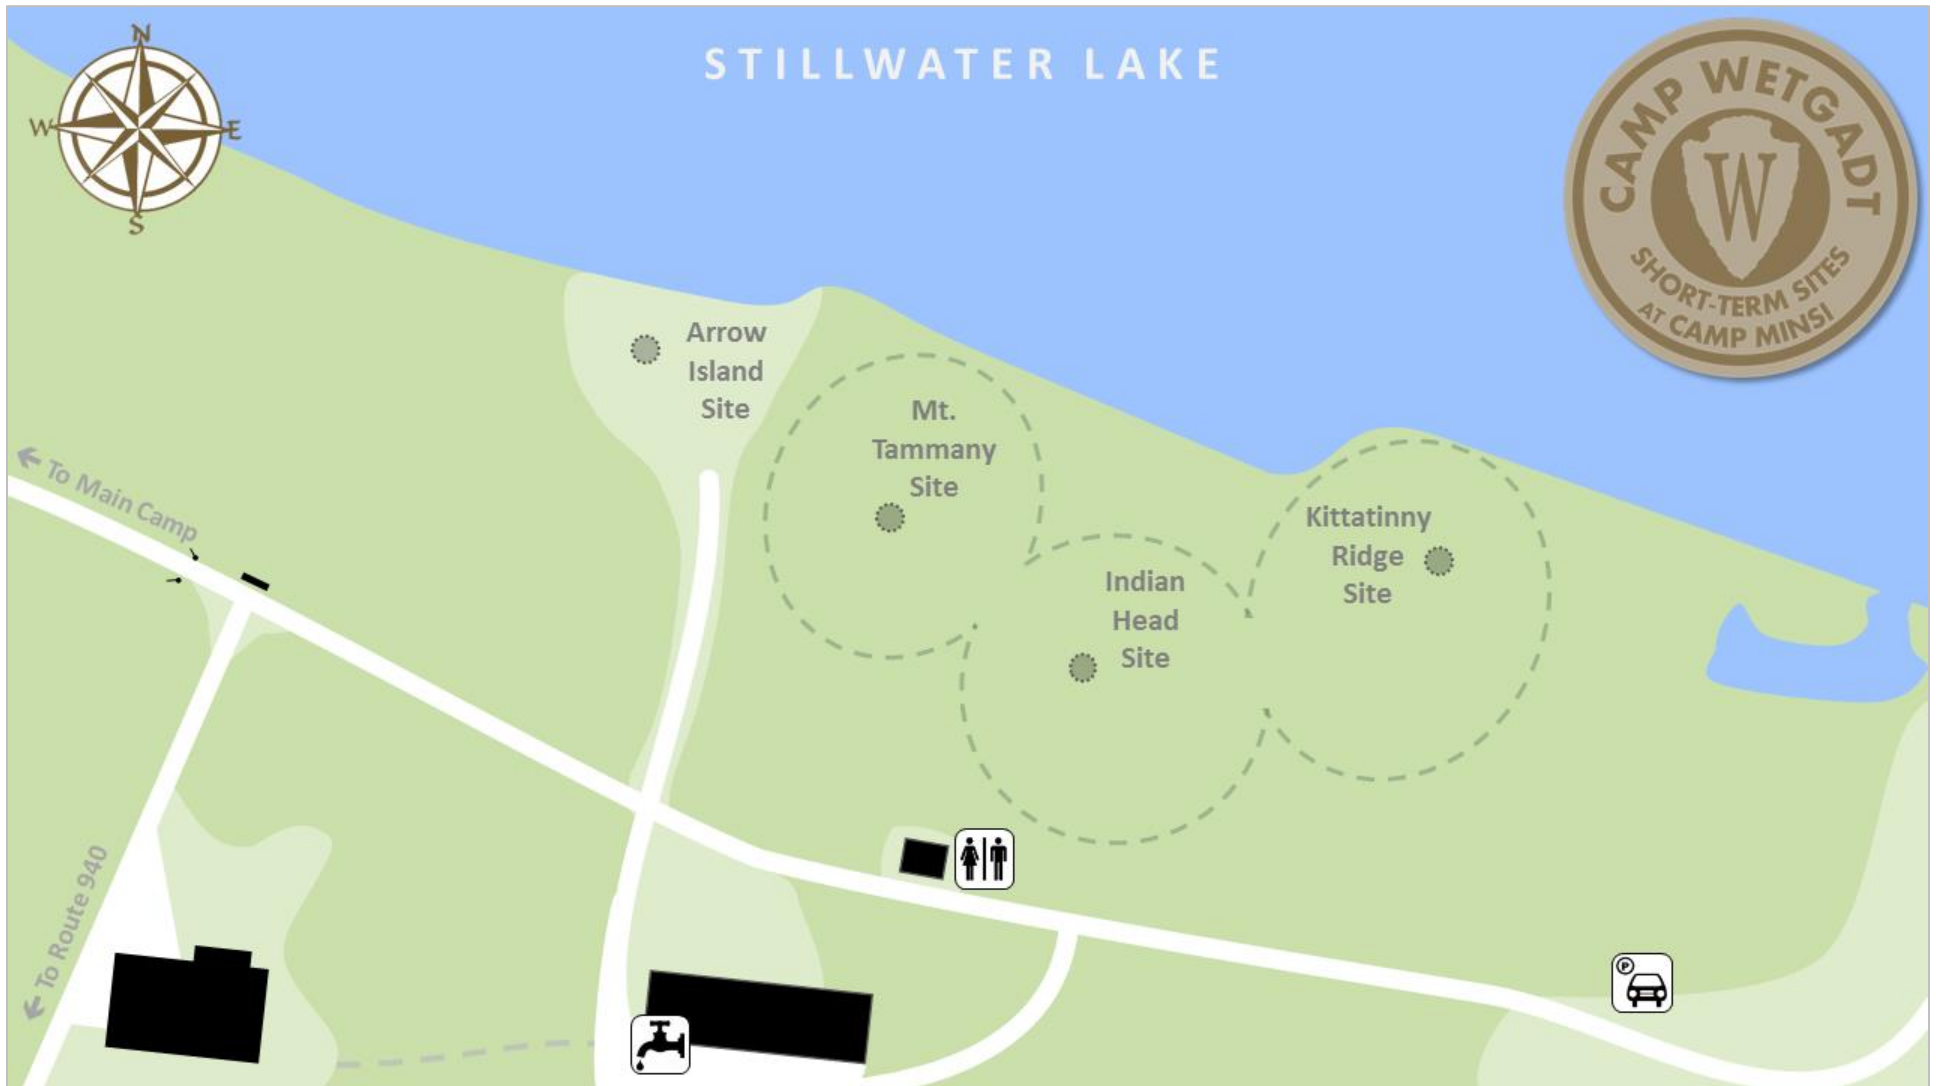 N
STILLWATER LAKE
W
E
S
CAMP WETGADT
W
SHORT-TERM SITES
AT CAMP MINSI
Arrow
Island
Site
Mt.
Tammany
Site
Kittatinny
Ridge
Site
Indian
Head
Site
← To Main Camp
← To Route 940
P